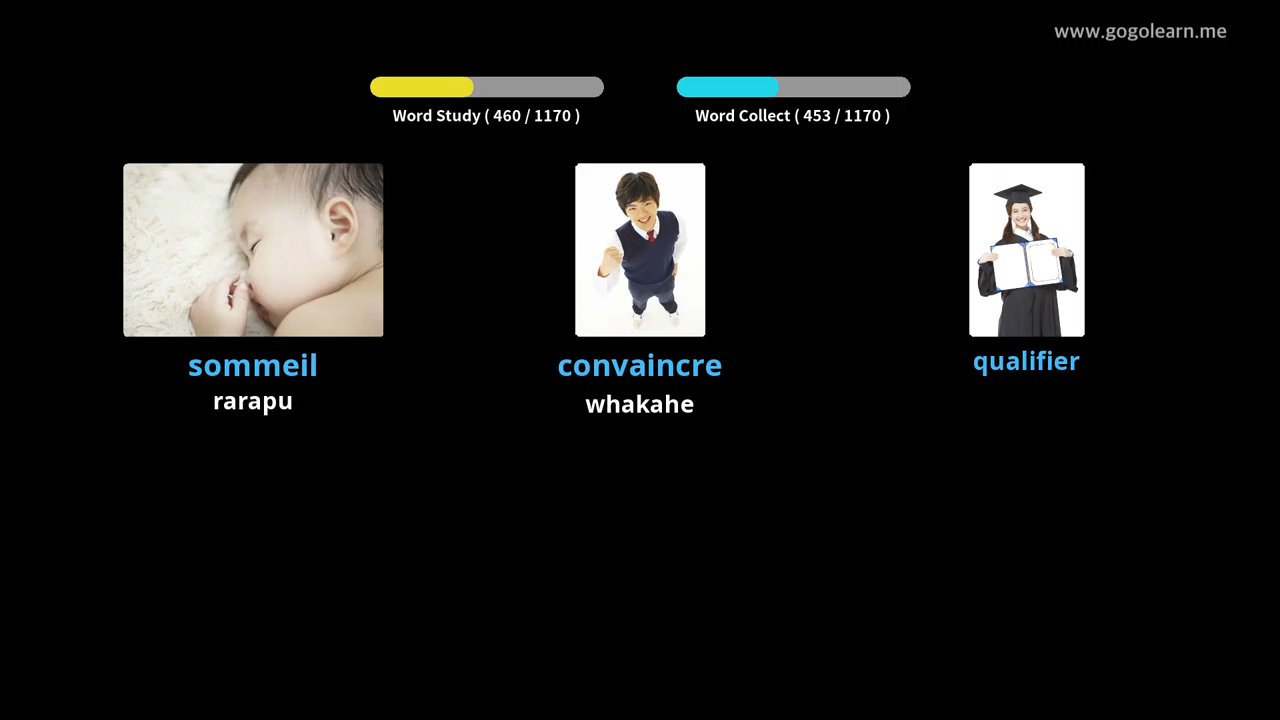 www.gogolearn.me
Word Study ( 460 / 1170 )
Word Collect ( 453 / 1170 )
sommeil
rarapu
convaincre
whakahe
qualifier